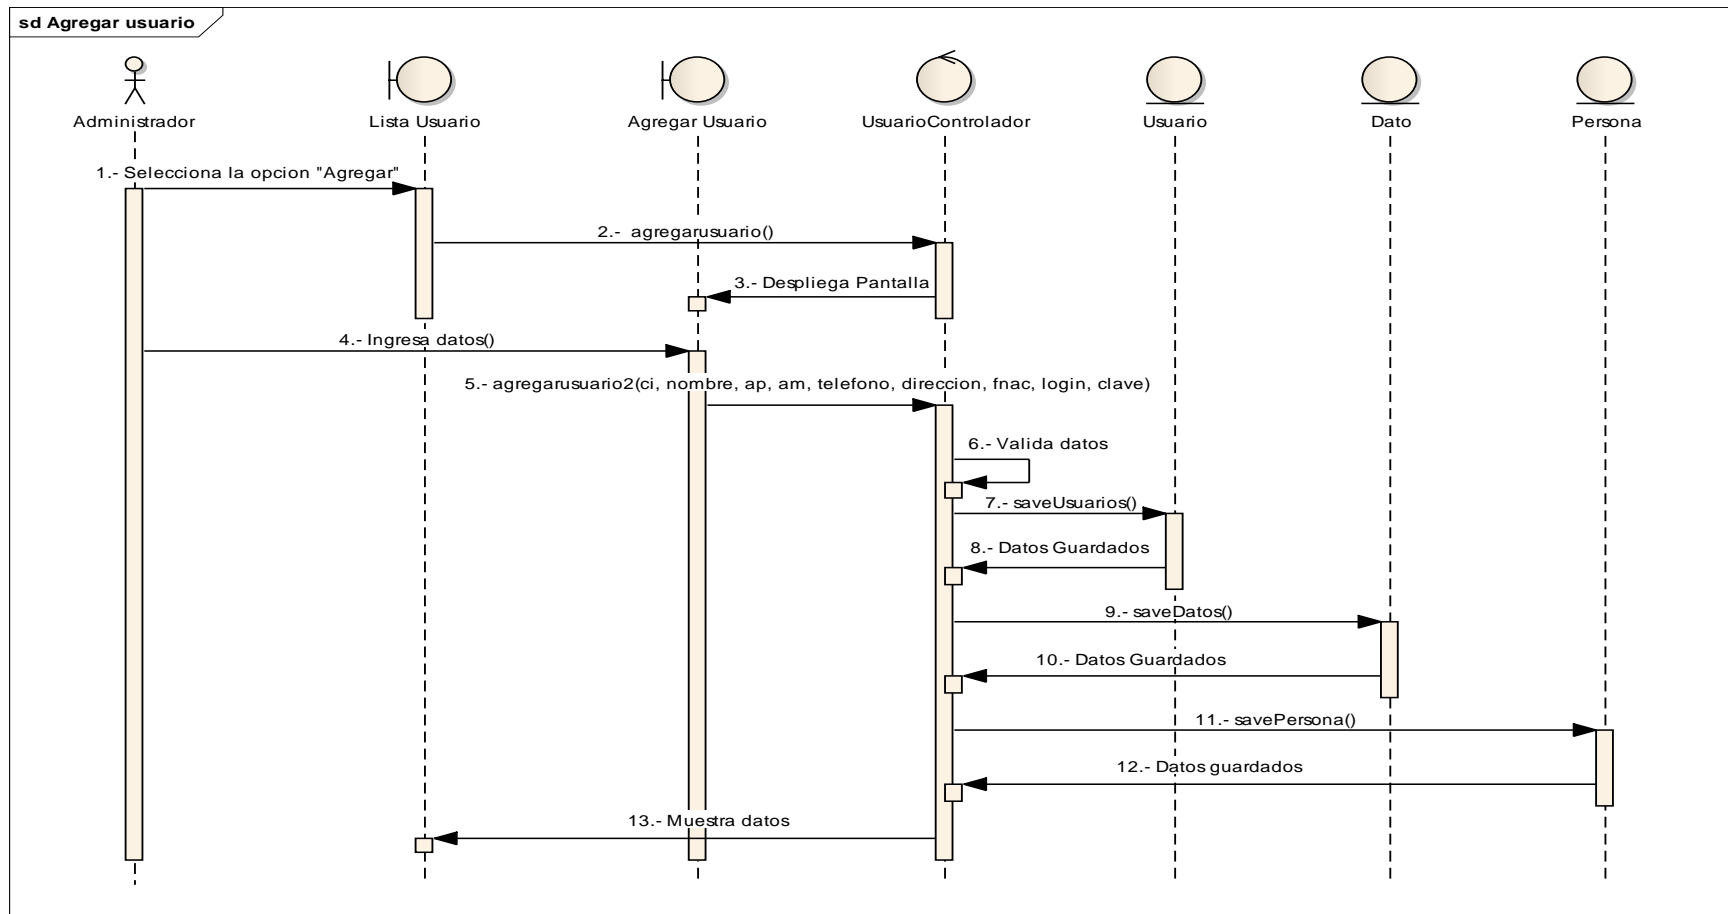 sd Agregar usuario
Administrador
Lista Usuario
Agregar Usuario
UsuarioControlador
Usuario
Dato
Persona
1.- Selecciona la opcion "Agregar"
2.-  agregarusuario()
3.- Despliega Pantalla
4.- Ingresa datos()
5.- agregarusuario2(ci, nombre, ap, am, telefono, direccion, fnac, login, clave)
6.- Valida datos
7.- saveUsuarios()
8.- Datos Guardados
9.- saveDatos()
10.- Datos Guardados
11.- savePersona()
12.- Datos guardados
13.- Muestra datos